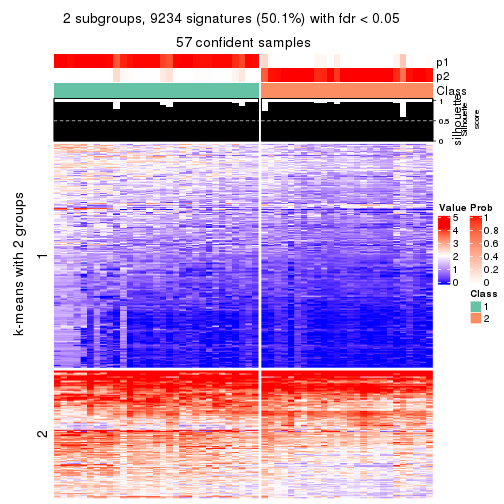 2 subgroups, 9234 signatures (50.1%) with fdr < 0.05
57 confident samples
p1
p2
Class
silhouette
1
0.5
0
Silhouette
score
k-means with 2 groups
1
2
Value
5
4
3
2
1
0
Prob
1
0.8
0.6
0.4
0.2
0
Class
1
2